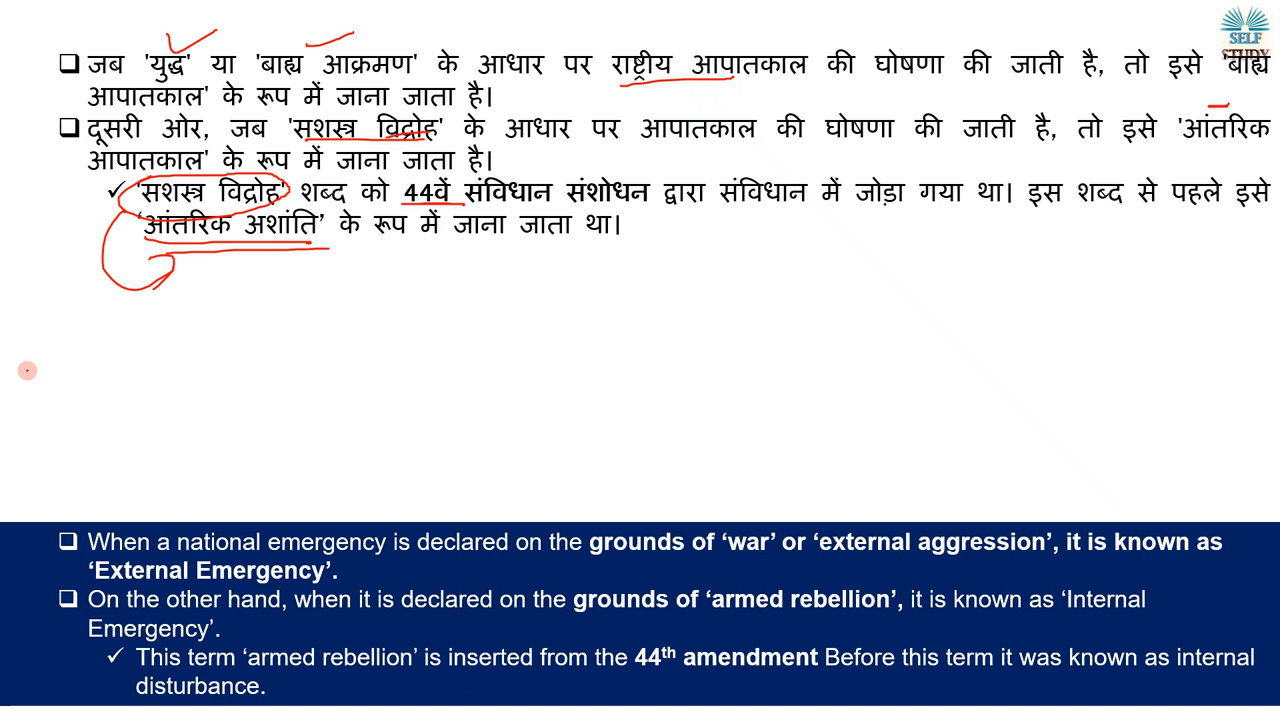 SELF
STUDY
❑ जब 'युद्ध' या 'बाह्य आक्रमण' के आधार पर राष्ट्रीय आपातकाल की घोषणा की जाती है, तो इसे 'बाह्य
आपातकाल' के रूप में जाना जाता है।
❑ दूसरी ओर, जब 'सशस्त्र विद्रोह' के आधार पर आपातकाल की घोषणा की जाती है, तो इसे 'आंतरिक
आपातकाल' के रूप में जाना जाता है।
✓ 'सशस्त्र विद्रोह' शब्द को 44वें संविधान संशोधन द्वारा संविधान में जोड़ा गया था। इस शब्द से पहले इसे
‘आंतरिक अशांति’ के रूप में जाना जाता था।
❑ When a national emergency is declared on the grounds of ‘war’ or ‘external aggression’, it is known as
‘External Emergency’.
❑ On the other hand, when it is declared on the grounds of ‘armed rebellion’, it is known as ‘Internal
Emergency’.
✓ This term ‘armed rebellion’ is inserted from the 44th amendment Before this term it was known as internal
disturbance.